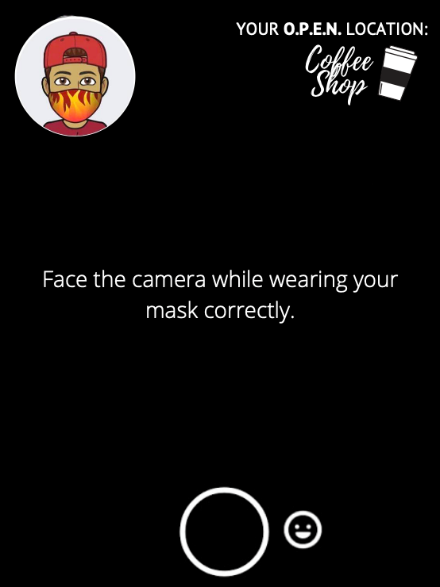 YOUR O.P.E.N. LOCATION:
Coffee
Shop
Face the camera while wearing your
mask correctly.